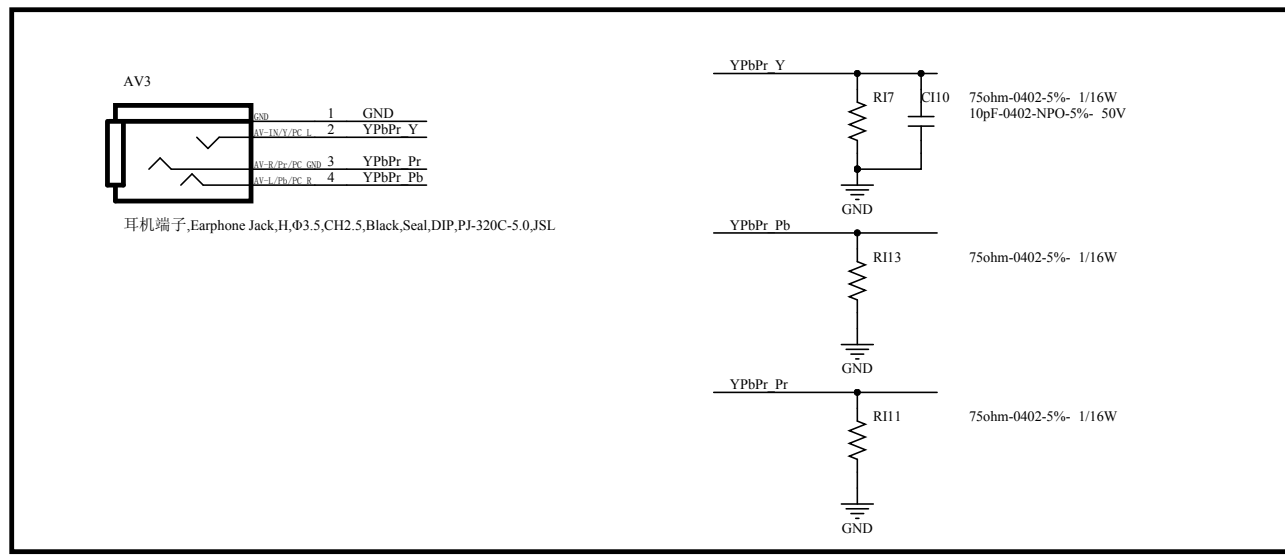 AV3
GND 1 GND
AV-IN/Y/PC_L 2 YPbPr_Y
AV-R/Pr/PC_GND 3 YPbPr_Pr
AV-L/Pb/PC_R 4 YPbPr_Pb
耳机端子,Earphone Jack,H,Φ3.5,CH2.5,Black,Seal,DIP,PJ-320C-5.0,JSL
YPbPr_Y
RI7 CI10 75ohm-0402-5%- 1/16W
10pF-0402-NPO-5%- 50V
GND
YPbPr_Pb
RI13 75ohm-0402-5%- 1/16W
GND
YPbPr_Pr
RI11 75ohm-0402-5%- 1/16W
GND